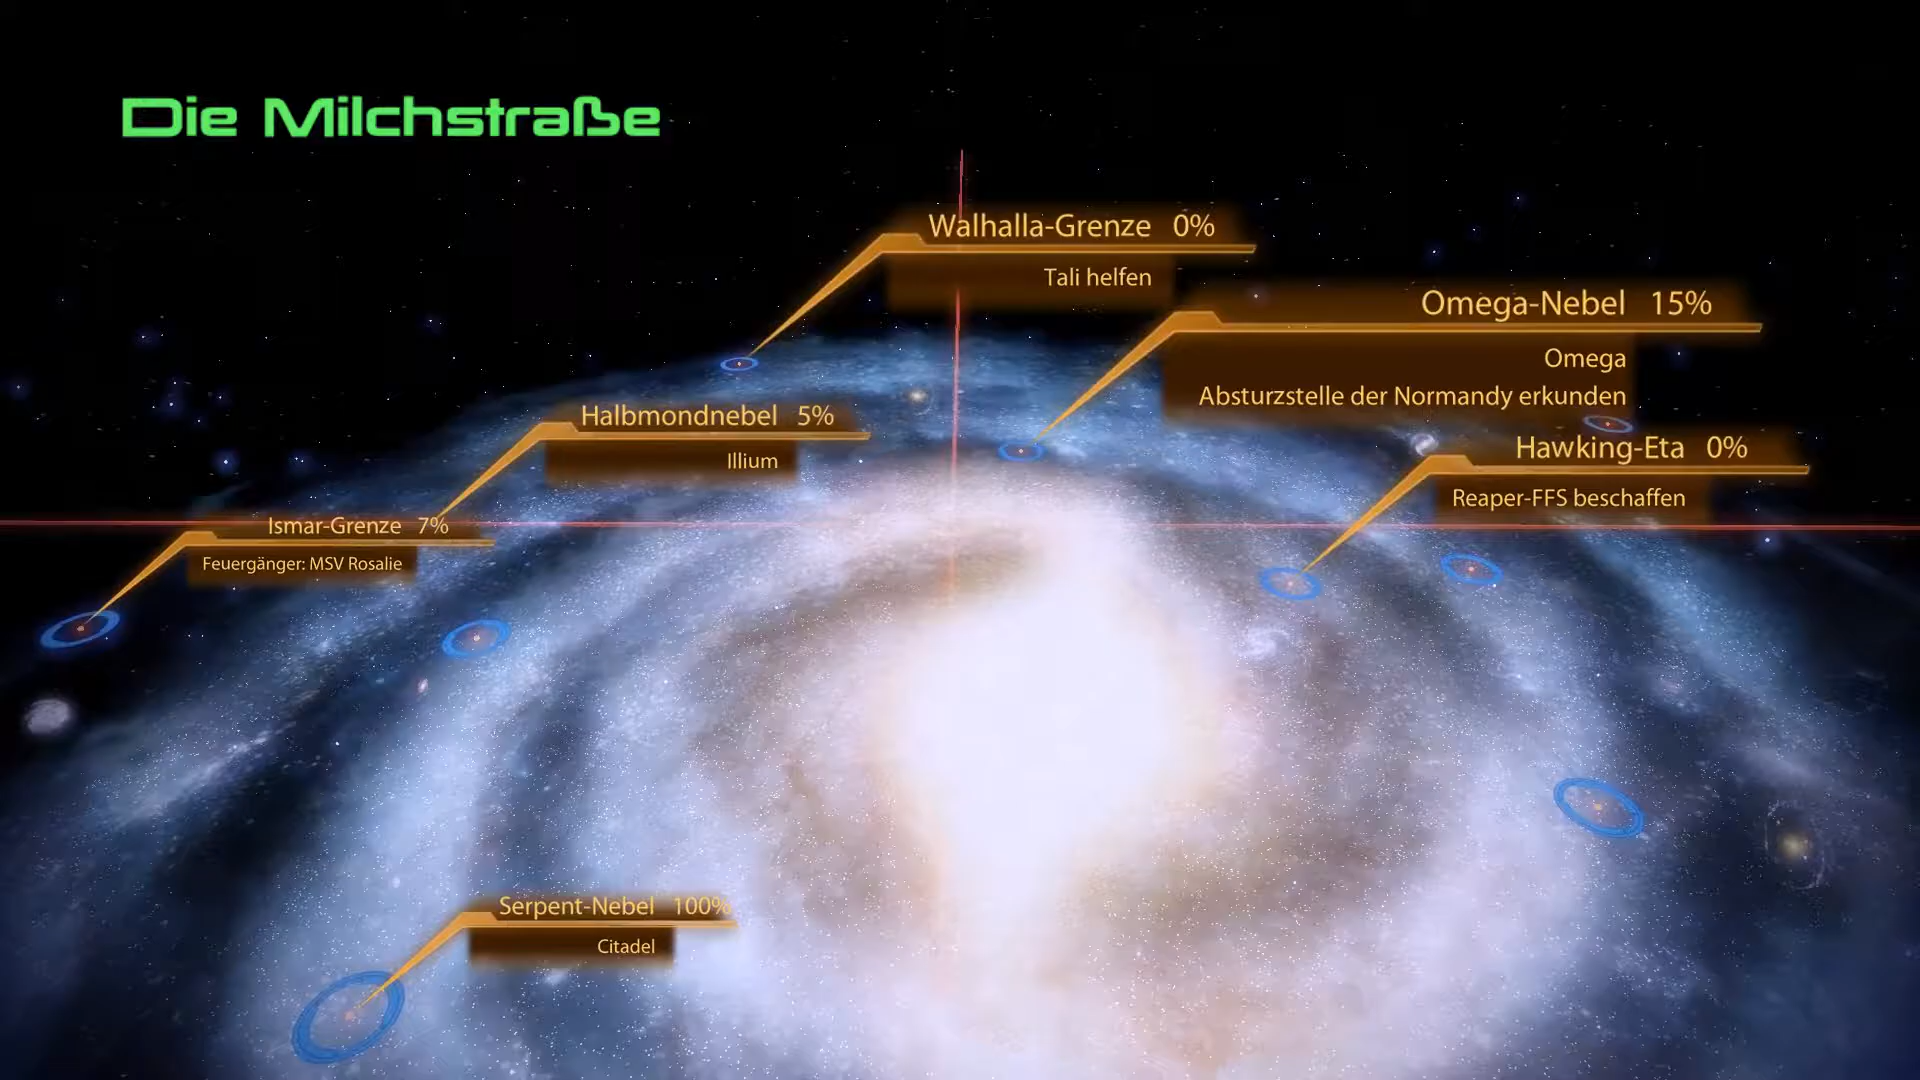 Die Milchstraße
Walhalla-Grenze 0%
Tali helfen
Omega-Nebel 15%
Omega
Absturzstelle der Normandy erkunden
Halbmondnebel 5%
Illium
Hawking-Eta 0%
Reaper-FFS beschaffen
Ismar-Grenze 7%
Feuergänger: MSV Rosalie
Serpent-Nebel 100%
Citadel